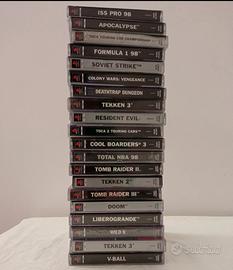 ISS PRO 98
APOCALYPSE
TOCA TOURING CAR CHAMPIONSHIP
FORMULA 1 98
SOVIET STRIKE
COLONY WARS: VENGEANCE
DEATHTRAP DUNGEON
TEKKEN 3
RESIDENT EVIL
TOCA 2 TOURING CARS
COOL BOARDERS 3
TOTAL NBA 98
TOMB RAIDER II
TEKKEN 2
TOMB RAIDER III
DOOM
LIBEROGRANDE
TEKKEN 3
V-BALL
subito